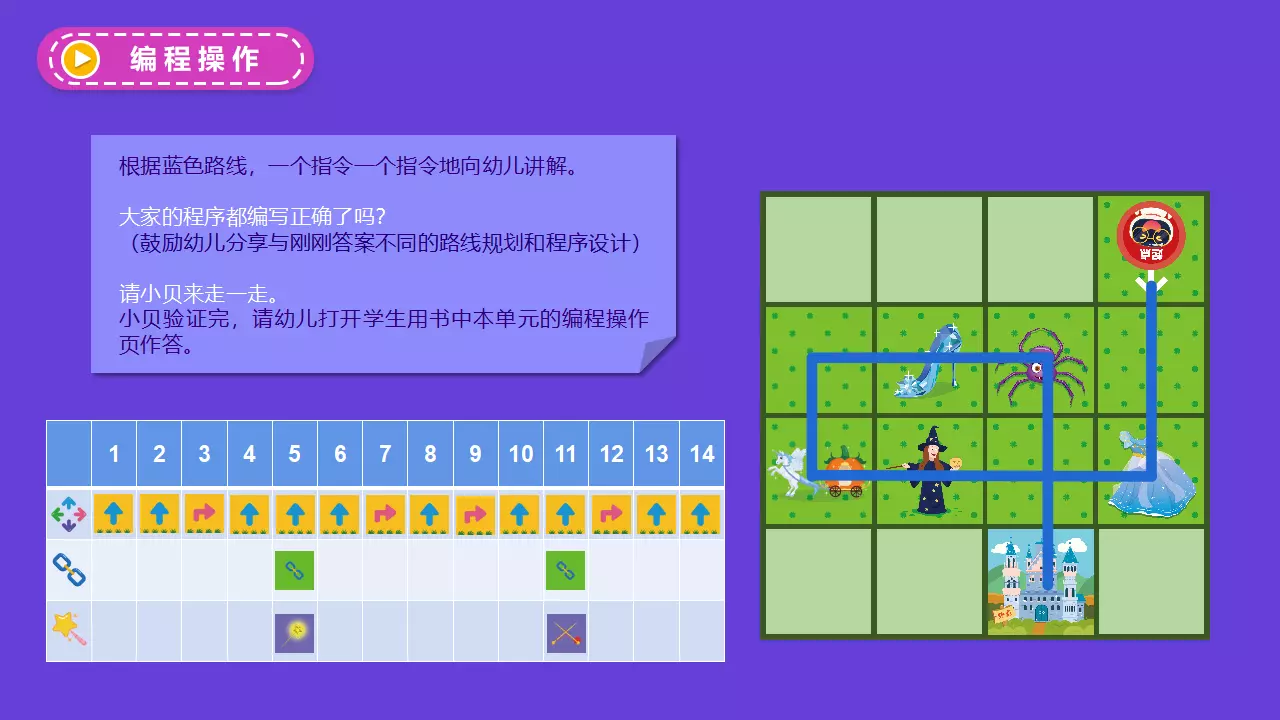 编程操作
根据蓝色路线，一个指令一个指令地向幼儿讲解。
大家的程序都编写正确了吗？
（鼓励幼儿分享与刚刚答案不同的路线规划和程序设计）
请小贝来走一走。
小贝验证完，请幼儿打开学生用书中本单元的编程操作
页作答。
起点
1 2 3 4 5 6 7 8 9 10 11 12 13 14